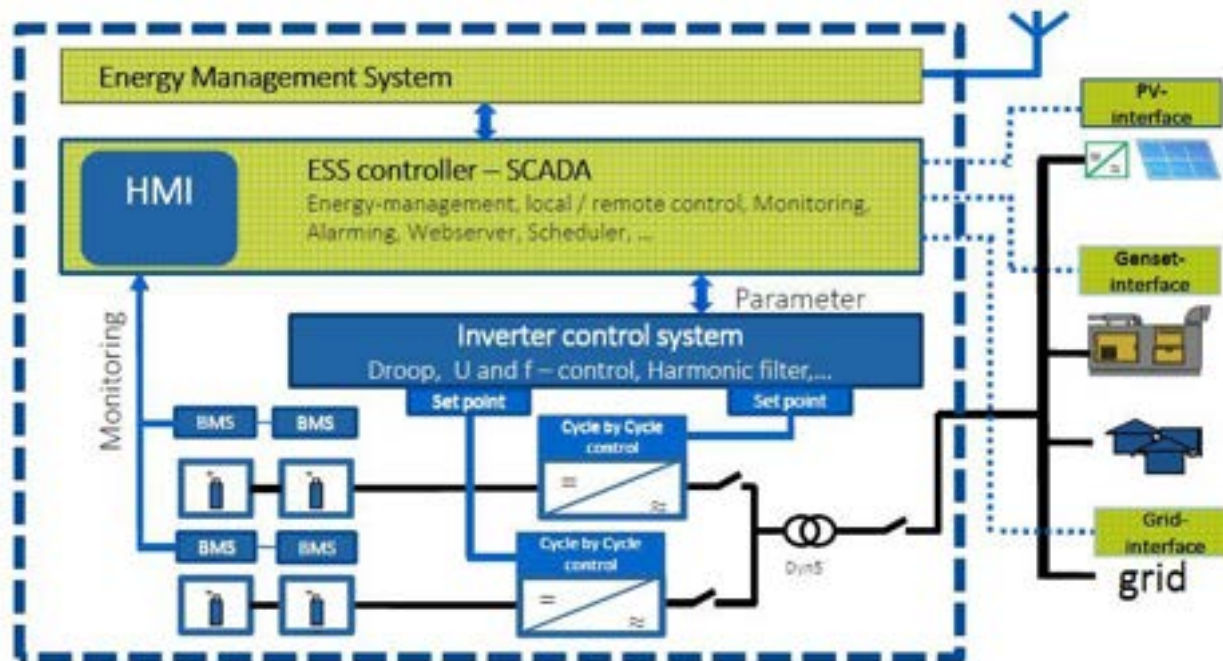 Energy Management System
PV-
interface
HMI
ESS controller – SCADA
Energy-management, local / remote control, Monitoring,
Alarming, Webserver, Scheduler, ...
Genset-
interface
Monitoring
Parameter
Inverter control system
Droop, U and f – control, Harmonic filter,...
Set point
Set point
BMS
BMS
Cycle by Cycle
control
=
≈
BMS
BMS
Cycle by Cycle
control
=
≈
Dyn5
Grid-
interface
grid